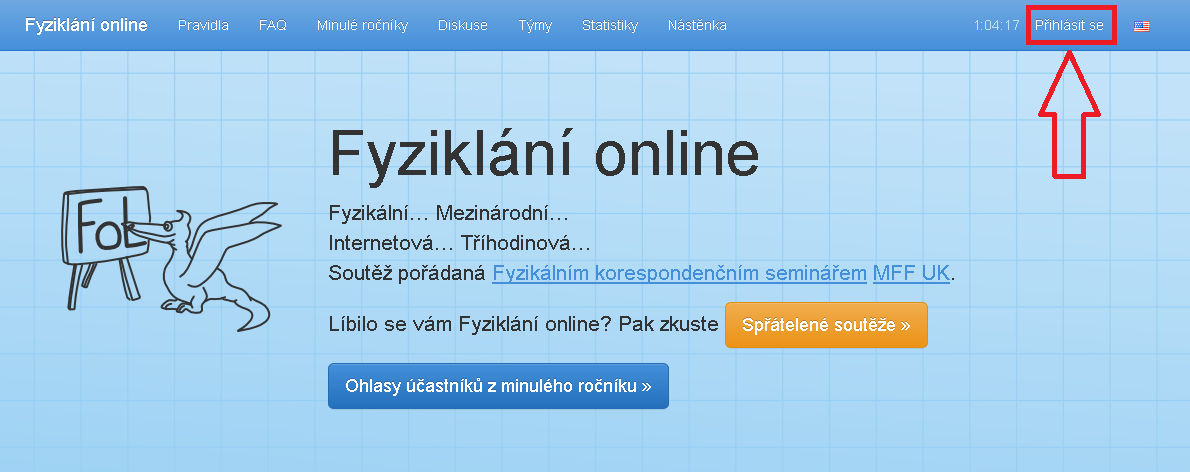 Fyziklání online Pravidla FAQ Minulé ročníky Diskuse Týmy Statistiky Nástěnka 1:04:17 Přihlásit se
Fyziklání online
FoL
Fyzikální... Mezinárodní...
Internetová... Tříhodinová...
Soutěž pořádaná Fyzikálním korespondenčním seminářem MFF UK.
Líbilo se vám Fyziklání online? Pak zkuste Spřátelené soutěže »
Ohlasy účastníků z minulého ročníku »